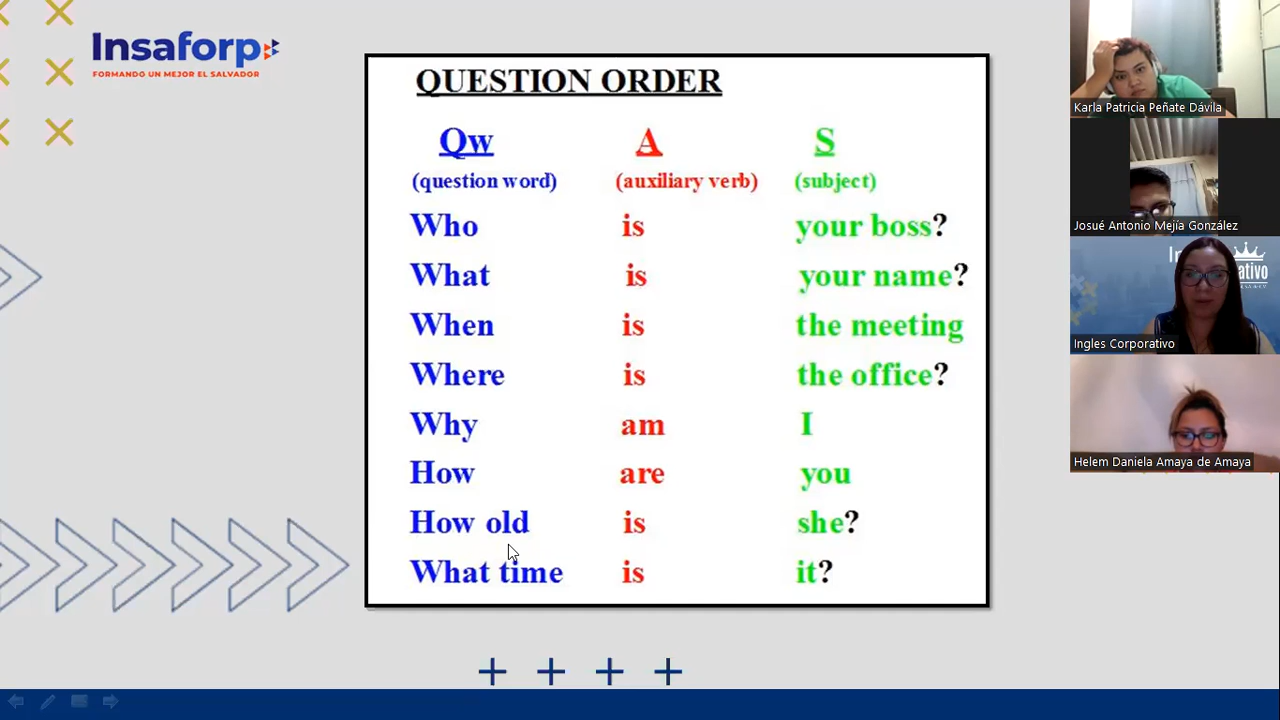 Insaforp
FORMANDO UN MEJOR EL SALVADOR
QUESTION ORDER
Qw A S
(question word) (auxiliary verb) (subject)
Who is your boss?
What is your name?
When is the meeting
Where is the office?
Why am I
How are you
How old is she?
What time is it?
Karla Patricia Peñate Dávila
Josué Antonio Mejía González
Ingles Corporativo
Helem Daniela Amaya de Amaya